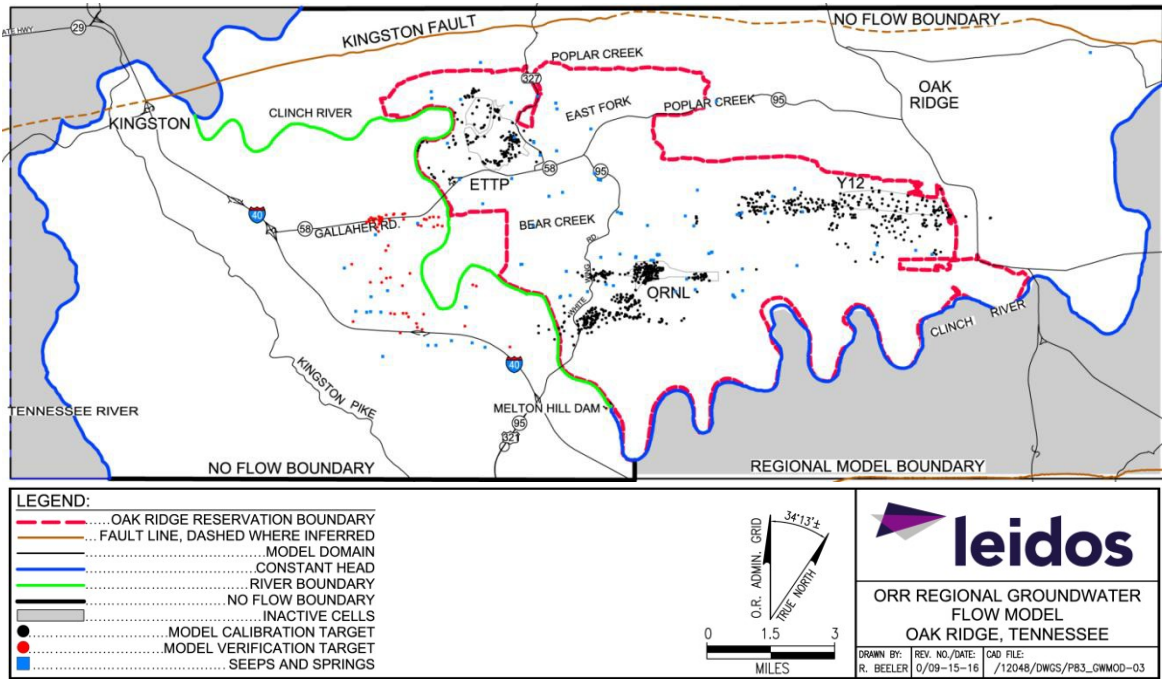 ATE HWY
29
KINGSTON FAULT
NO FLOW BOUNDARY
POPLAR CREEK
327
OAK
RIDGE
EAST FORK
POPLAR CREEK
95
KINGSTON
CLINCH RIVER
58
95
ETTP
Y12
40
58
GALLAHER RD.
BEAR CREEK
WHITE WING RD
ORNL
CLINCH RIVER
KINGSTON PIKE
40
TENNESSEE RIVER
MELTON HILL DAM
95
321
NO FLOW BOUNDARY
REGIONAL MODEL BOUNDARY
LEGEND:
OAK RIDGE RESERVATION BOUNDARY
FAULT LINE, DASHED WHERE INFERRED
MODEL DOMAIN
CONSTANT HEAD
RIVER BOUNDARY
NO FLOW BOUNDARY
INACTIVE CELLS
MODEL CALIBRATION TARGET
MODEL VERIFICATION TARGET
SEEPS AND SPRINGS
34°13'±
O.R. ADMIN. GRID
TRUE NORTH
0 1.5 3
MILES
leidos
ORR REGIONAL GROUNDWATER
FLOW MODEL
OAK RIDGE, TENNESSEE
DRAWN BY: REV. NO./DATE: CAD FILE:
R. BEELER 0/09-15-16 /12048/DWGS/P83_GWMOD-03